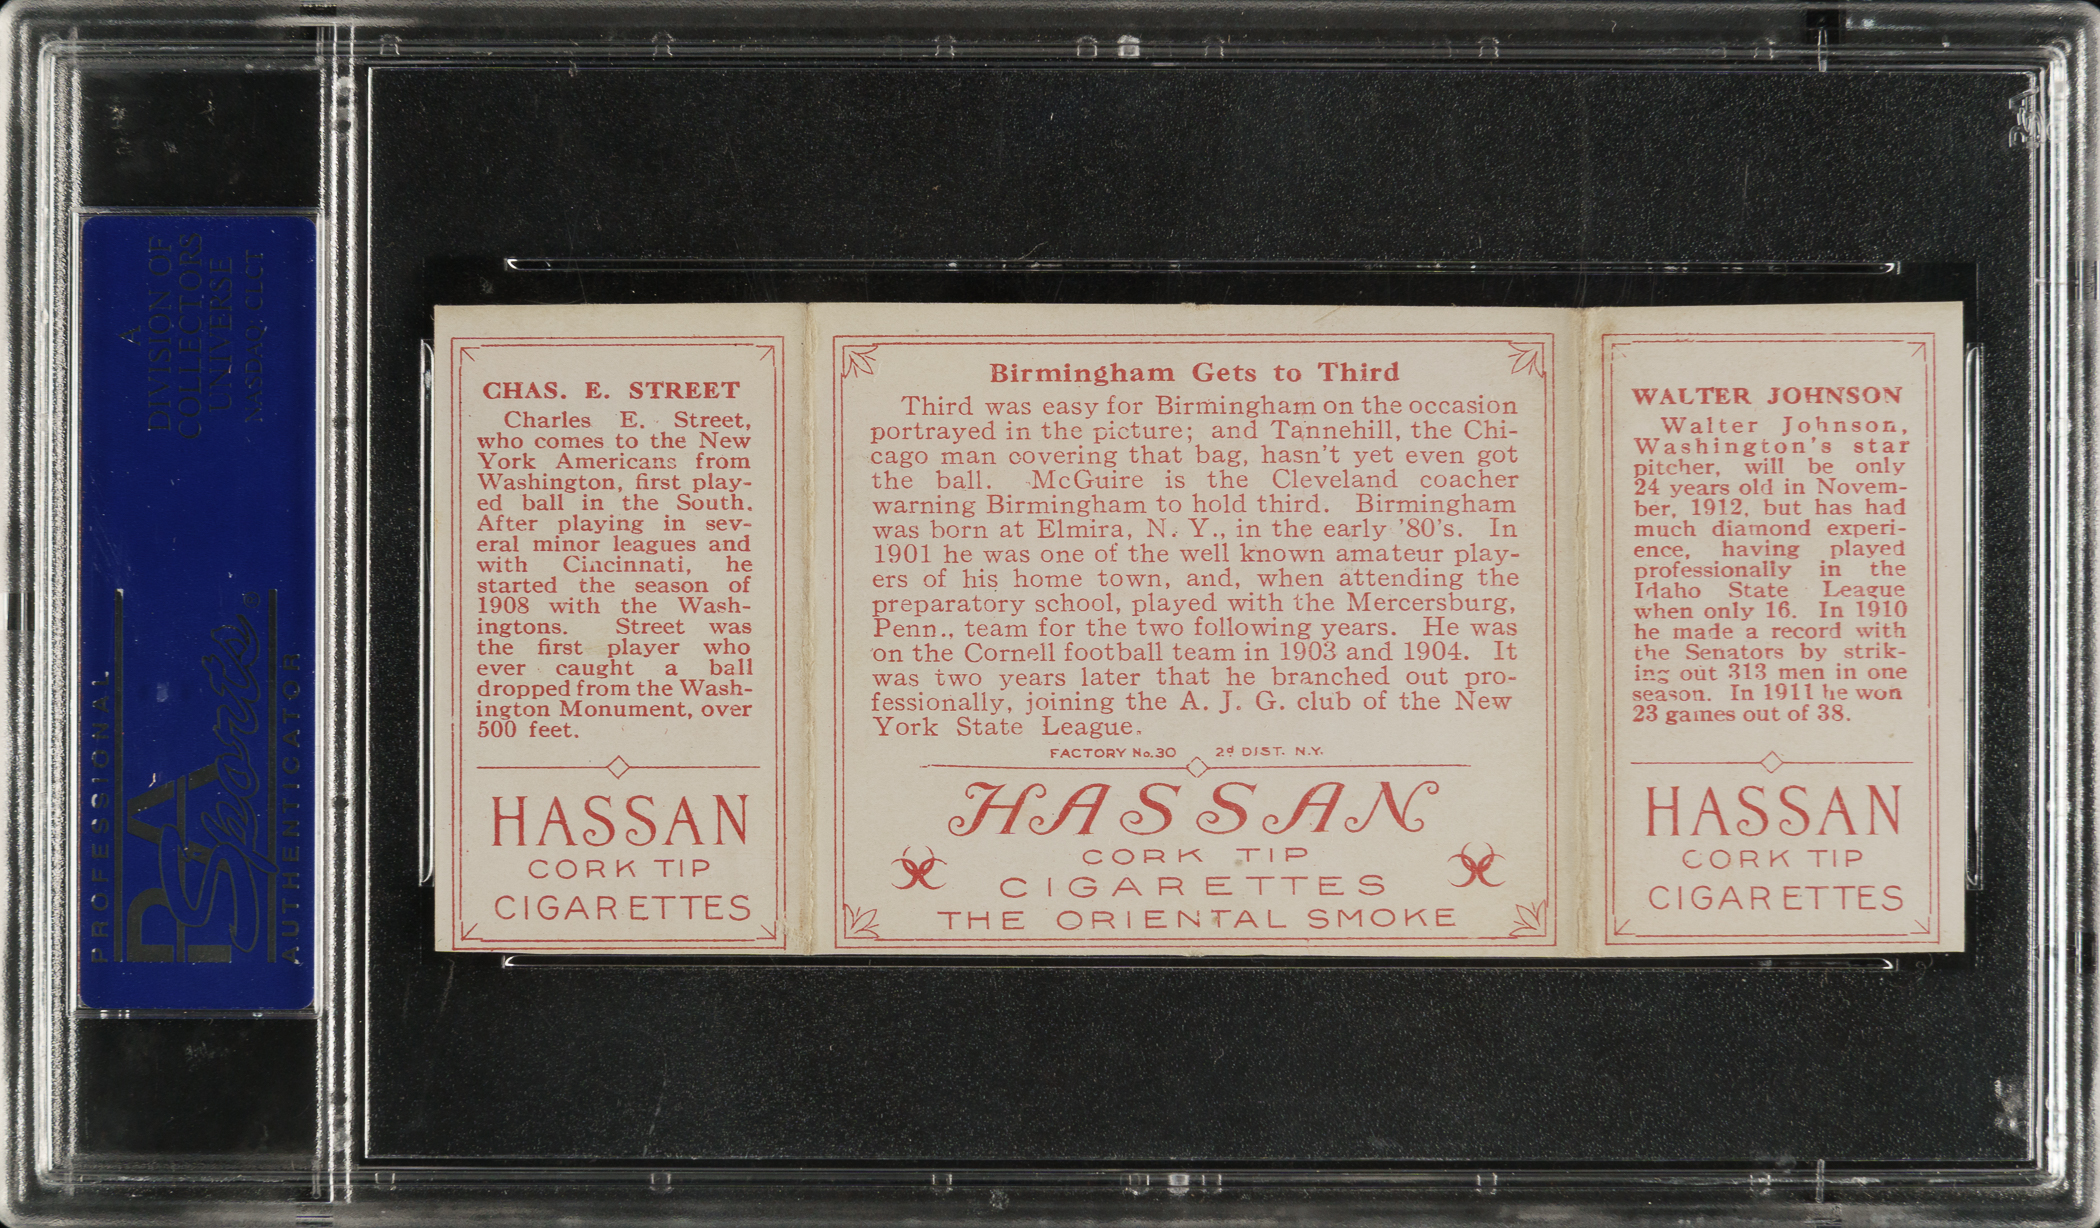 A
DIVISION OF
COLLECTORS
UNIVERSE
NASDAQ: CLCT
PROFESSIONAL
PSA
Sports®
AUTHENTICATOR
PSA
CHAS. E. STREET
Charles E. Street,
who comes to the New
York Americans from
Washington, first play-
ed ball in the South.
After playing in sev-
eral minor leagues and
with Cincinnati, he
started the season of
1908 with the Wash-
ingtons. Street was
the first player who
ever caught a ball
dropped from the Wash-
ington Monument, over
500 feet.
HASSAN
CORK TIP
CIGARETTES
Birmingham Gets to Third
Third was easy for Birmingham on the occasion
portrayed in the picture; and Tannehill, the Chi-
cago man covering that bag, hasn't yet even got
the ball. McGuire is the Cleveland coacher
warning Birmingham to hold third. Birmingham
was born at Elmira, N. Y., in the early '80's. In
1901 he was one of the well known amateur play-
ers of his home town, and, when attending the
preparatory school, played with the Mercersburg,
Penn., team for the two following years. He was
on the Cornell football team in 1903 and 1904. It
was two years later that he branched out pro-
fessionally, joining the A. J. G. club of the New
York State League.
FACTORY No. 30 2d DIST. N.Y.
HASSAN
CORK TIP
CIGARETTES
THE ORIENTAL SMOKE
WALTER JOHNSON
Walter Johnson,
Washington's star
pitcher, will be only
24 years old in Novem-
ber, 1912, but has had
much diamond experi-
ence, having played
professionally in the
Idaho State League
when only 16. In 1910
he made a record with
the Senators by strik-
ing out 313 men in one
season. In 1911 he won
23 games out of 38.
HASSAN
CORK TIP
CIGARETTES